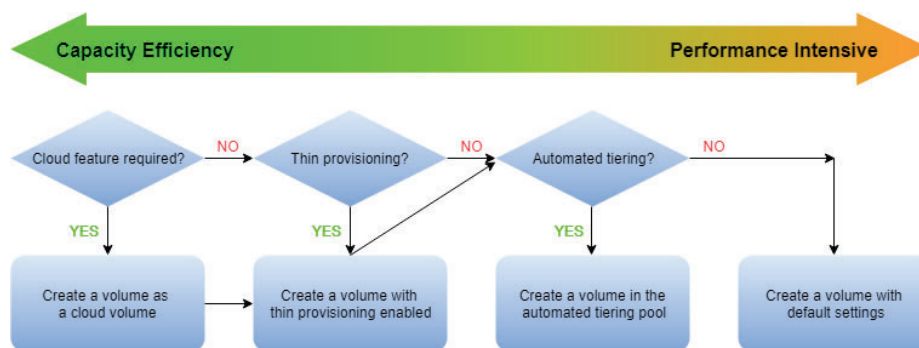 Capacity Efficiency
Performance Intensive
Cloud feature required?
NO
Thin provisioning?
NO
Automated tiering?
NO
YES
YES
YES
Create a volume as
a cloud volume
Create a volume with
thin provisioning enabled
Create a volume in the
automated tiering pool
Create a volume with
default settings